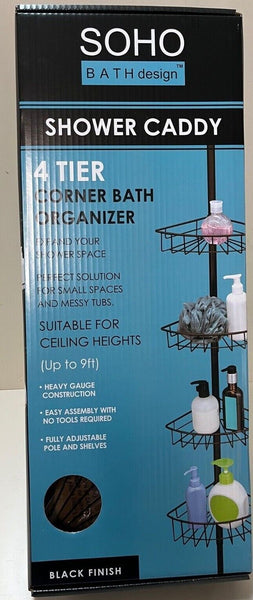 SOHO
BATH design™
SHOWER CADDY
4 TIER
CORNER BATH
ORGANIZER
EXPAND YOUR
SHOWER SPACE
PERFECT SOLUTION
FOR SMALL SPACES
AND MESSY TUBS.
SUITABLE FOR
CEILING HEIGHTS
(Up to 9ft)
• HEAVY GAUGE
CONSTRUCTION
• EASY ASSEMBLY WITH
NO TOOLS REQUIRED
• FULLY ADJUSTABLE
POLE AND SHELVES
BLACK FINISH